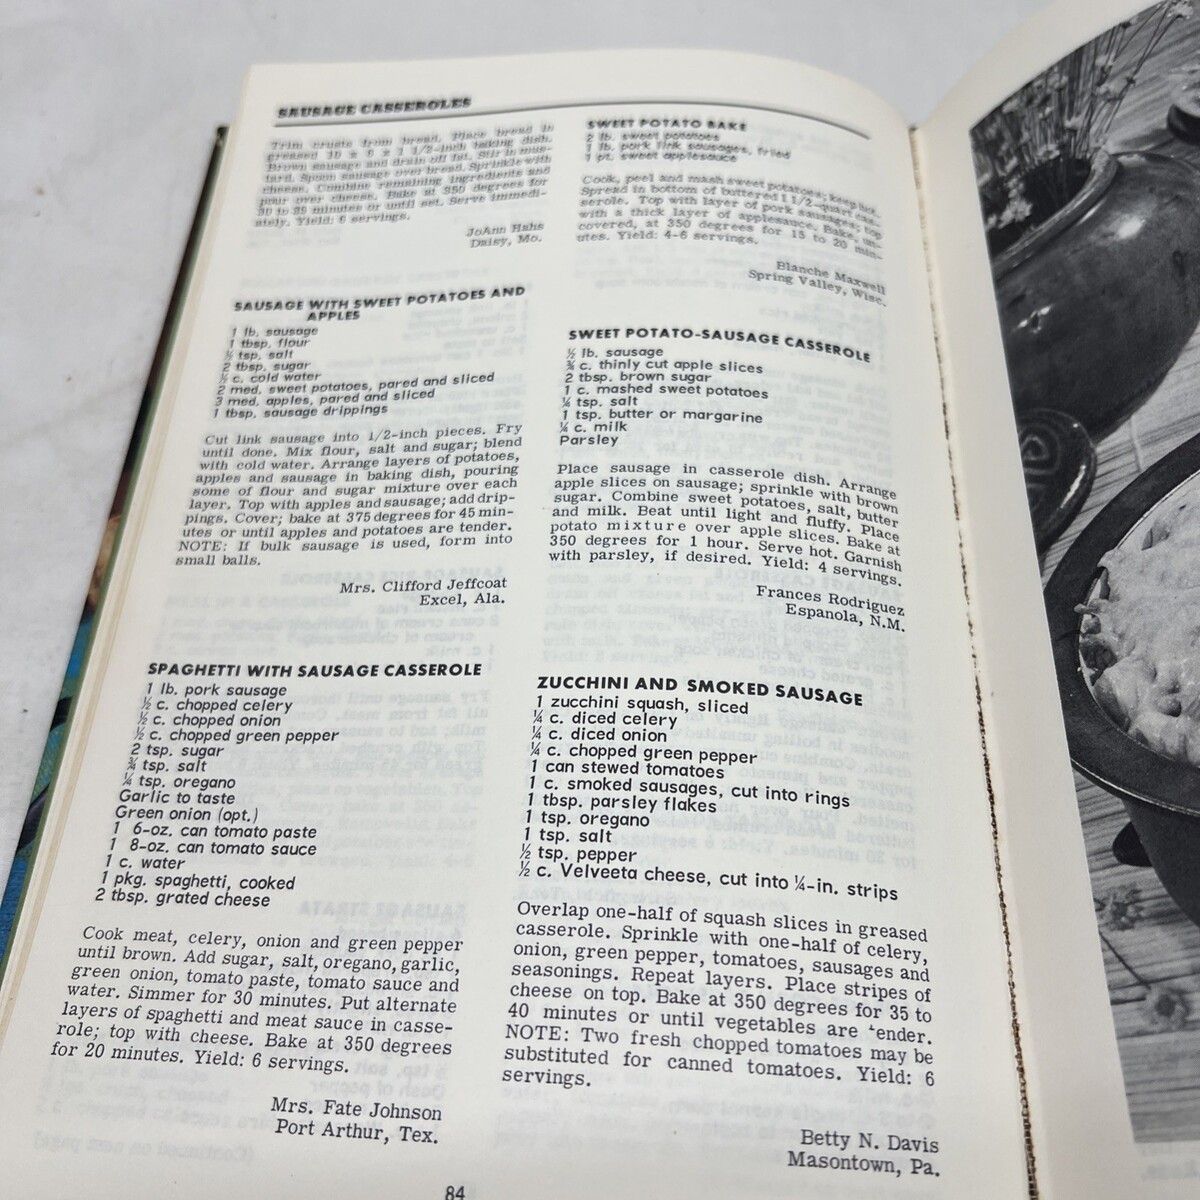 SAUSAGE CASSEROLES
Trim crusts from bread. Place bread in
greased 10 x 6 x 1 1/2-inch baking dish.
Brown sausage and drain off fat. Stir in mus-
tard. Spoon sausage over bread. Sprinkle with
cheese. Combine remaining ingredients and
pour over cheese. Bake at 350 degrees for
30 to 35 minutes or until set. Serve immedi-
ately. Yield: 6 servings.
JoAnn Hahs
Daisy, Mo.
SAUSAGE WITH SWEET POTATOES AND
APPLES
1 lb. sausage
1 tbsp. flour
½ tsp. salt
2 tbsp. sugar
½ c. cold water
2 med. sweet potatoes, pared and sliced
3 med. apples, pared and sliced
1 tbsp. sausage drippings
Cut link sausage into 1/2-inch pieces. Fry
until done. Mix flour, salt and sugar; blend
with cold water. Arrange layers of potatoes,
apples and sausage in baking dish, pouring
some of flour and sugar mixture over each
layer. Top with apples and sausage; add drip-
pings. Cover; bake at 375 degrees for 45 min-
utes or until apples and potatoes are tender.
NOTE: If bulk sausage is used, form into
small balls.
Mrs. Clifford Jeffcoat
Excel, Ala.
SPAGHETTI WITH SAUSAGE CASSEROLE
1 lb. pork sausage
½ c. chopped celery
½ c. chopped onion
½ c. chopped green pepper
2 tsp. sugar
¾ tsp. salt
¼ tsp. oregano
Garlic to taste
Green onion (opt.)
1 6-oz. can tomato paste
1 8-oz. can tomato sauce
1 c. water
1 pkg. spaghetti, cooked
2 tbsp. grated cheese
Cook meat, celery, onion and green pepper
until brown. Add sugar, salt, oregano, garlic,
green onion, tomato paste, tomato sauce and
water. Simmer for 30 minutes. Put alternate
layers of spaghetti and meat sauce in casse-
role; top with cheese. Bake at 350 degrees
for 20 minutes. Yield: 6 servings.
Mrs. Fate Johnson
Port Arthur, Tex.
SWEET POTATO BAKE
2 lb. sweet potatoes
1 lb. pork link sausages, fried
1 pt. sweet applesauce
Cook, peel and mash sweet potatoes; keep hot.
Spread in bottom of buttered 1 1/2-quart cas-
serole. Top with layer of pork sausages; top
with a thick layer of applesauce. Bake, un-
covered, at 350 degrees for 15 to 20 min-
utes. Yield: 4-6 servings.
Blanche Maxwell
Spring Valley, Wisc.
SWEET POTATO-SAUSAGE CASSEROLE
½ lb. sausage
¾ c. thinly cut apple slices
2 tbsp. brown sugar
1 c. mashed sweet potatoes
¼ tsp. salt
1 tsp. butter or margarine
¼ c. milk
Parsley
Place sausage in casserole dish. Arrange
apple slices on sausage; sprinkle with brown
sugar. Combine sweet potatoes, salt, butter
and milk. Beat until light and fluffy. Place
potato mixture over apple slices. Bake at
350 degrees for 1 hour. Serve hot. Garnish
with parsley, if desired. Yield: 4 servings.
Frances Rodriguez
Espanola, N.M.
ZUCCHINI AND SMOKED SAUSAGE
1 zucchini squash, sliced
¼ c. diced celery
¼ c. diced onion
¼ c. chopped green pepper
1 can stewed tomatoes
1 c. smoked sausages, cut into rings
1 tbsp. parsley flakes
1 tsp. oregano
1 tsp. salt
½ tsp. pepper
½ c. Velveeta cheese, cut into ¼-in. strips
Overlap one-half of squash slices in greased
casserole. Sprinkle with one-half of celery,
onion, green pepper, tomatoes, sausages and
seasonings. Repeat layers. Place stripes of
cheese on top. Bake at 350 degrees for 35 to
40 minutes or until vegetables are tender.
NOTE: Two fresh chopped tomatoes may be
substituted for canned tomatoes. Yield: 6
servings.
Betty N. Davis
Masontown, Pa.
84